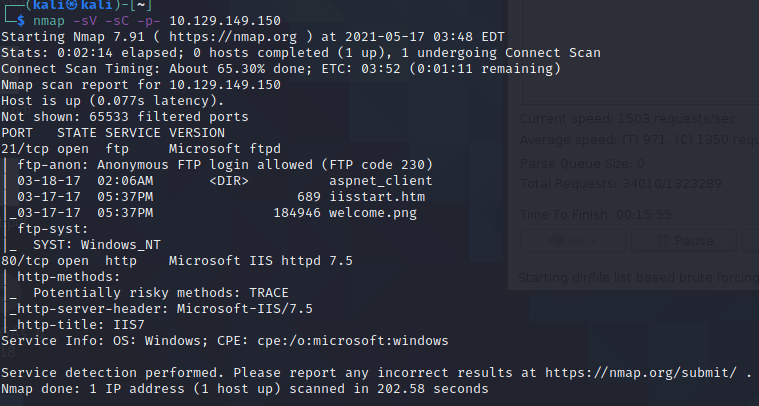 ┌──(kali㉿kali)-[~]
└─$ nmap -sV -sC -p- 10.129.149.150
Starting Nmap 7.91 ( https://nmap.org ) at 2021-05-17 03:48 EDT
Stats: 0:02:14 elapsed; 0 hosts completed (1 up), 1 undergoing Connect Scan
Connect Scan Timing: About 65.30% done; ETC: 03:52 (0:01:11 remaining)
Nmap scan report for 10.129.149.150
Host is up (0.077s latency).
Not shown: 65533 filtered ports
PORT   STATE SERVICE VERSION
21/tcp open  ftp     Microsoft ftpd
| ftp-anon: Anonymous FTP login allowed (FTP code 230)
| 03-18-17  02:06AM       <DIR>          aspnet_client
| 03-17-17  05:37PM                  689 iisstart.htm
|_03-17-17  05:37PM               184946 welcome.png
| ftp-syst:
|_  SYST: Windows_NT
80/tcp open  http    Microsoft IIS httpd 7.5
| http-methods:
|_  Potentially risky methods: TRACE
|_http-server-header: Microsoft-IIS/7.5
|_http-title: IIS7
Service Info: OS: Windows; CPE: cpe:/o:microsoft:windows
Service detection performed. Please report any incorrect results at https://nmap.org/submit/ .
Nmap done: 1 IP address (1 host up) scanned in 202.58 seconds
Current speed: 1503 requests/sec
Average speed: (T) 971, (C) 1350 requ
Parse Queue Size: 0
Total Requests: 34010/1323289
Time To Finish: 00:15:55
Pause
Starting dir/file list based brute forcing